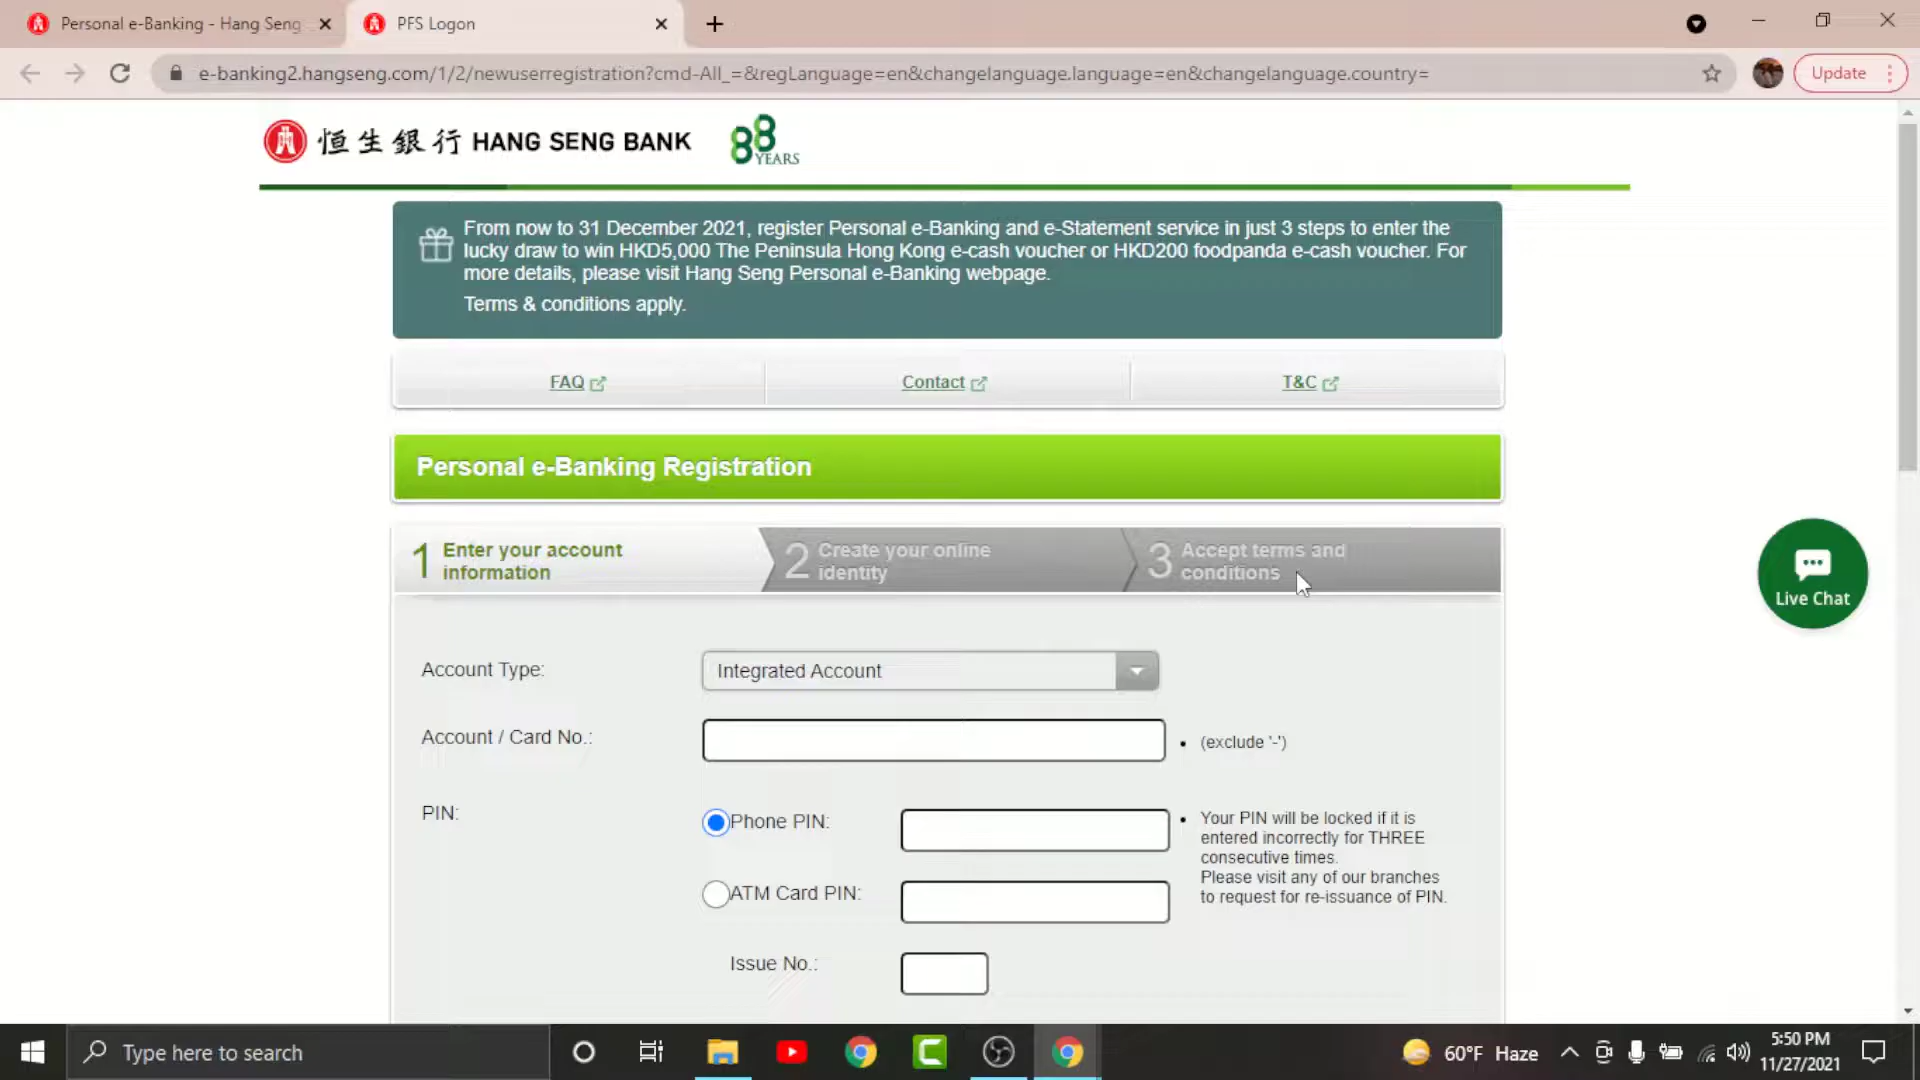 Personal e-Banking - Hang Seng
PFS Logon
e-banking2.hangseng.com/1/2/newuserregistration?cmd-All_=&regLanguage=en&changelanguage.language=en&changelanguage.country=
Update
恒生銀行 HANG SENG BANK
88 YEARS
From now to 31 December 2021, register Personal e-Banking and e-Statement service in just 3 steps to enter the
lucky draw to win HKD5,000 The Peninsula Hong Kong e-cash voucher or HKD200 foodpanda e-cash voucher. For
more details, please visit Hang Seng Personal e-Banking webpage.
Terms & conditions apply.
FAQ
Contact
T&C
Personal e-Banking Registration
1 Enter your account
information
2 Create your online
identity
3 Accept terms and
conditions
Live Chat
Account Type:
Integrated Account
Account / Card No.:
(exclude '-')
PIN:
Phone PIN:
• Your PIN will be locked if it is
entered incorrectly for THREE
consecutive times.
Please visit any of our branches
to request for re-issuance of PIN.
ATM Card PIN:
Issue No.:
Type here to search
60°F Haze
5:50 PM
11/27/2021